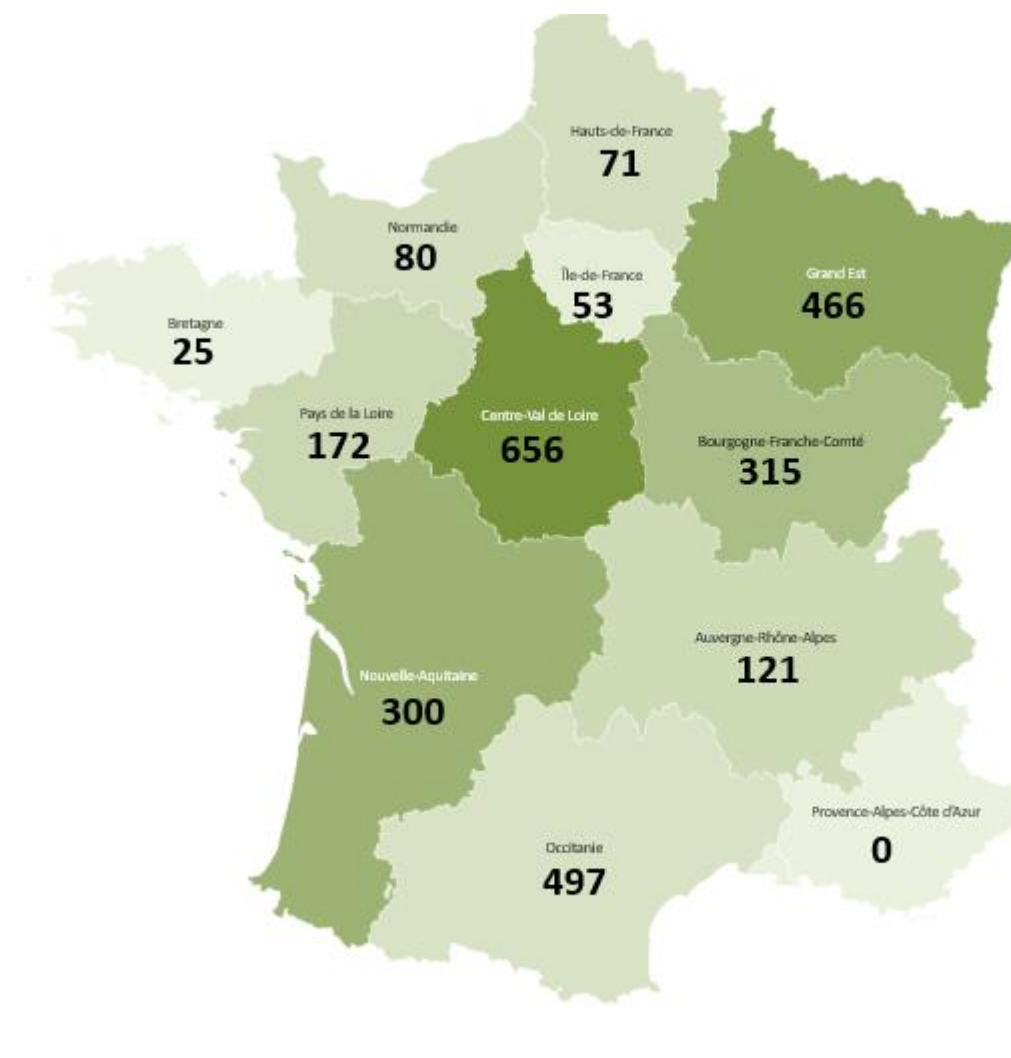 Hauts-de-France
71
Normandie
80
Île-de-France
53
Grand Est
466
Bretagne
25
Pays de la Loire
172
Centre-Val de Loire
656
Bourgogne-Franche-Comté
315
Auvergne-Rhône-Alpes
121
Nouvelle-Aquitaine
300
Provence-Alpes-Côte d'Azur
0
Occitanie
497